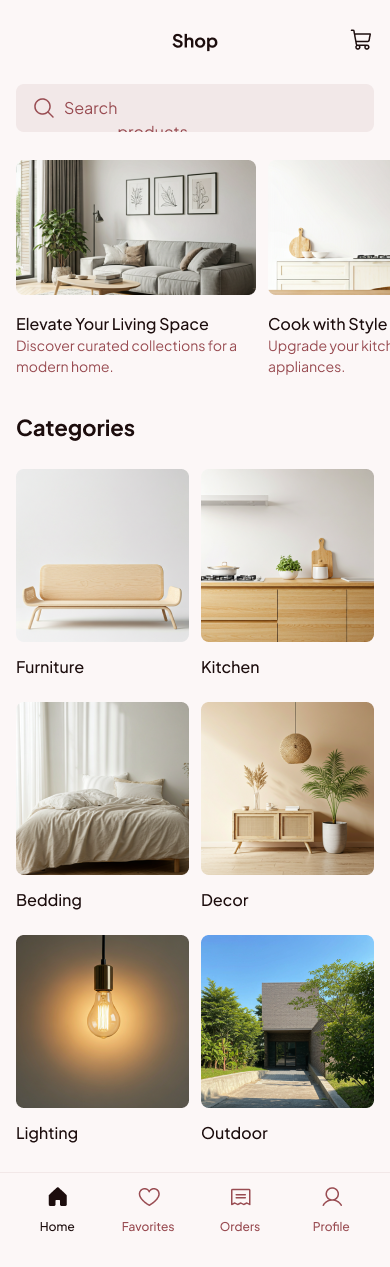 Shop
Search
products
Elevate Your Living Space
Discover curated collections for a
modern home.
Cook with Style
Upgrade your kitch
appliances.
Categories
Furniture
Kitchen
Bedding
Decor
Lighting
Outdoor
Home
Favorites
Orders
Profile